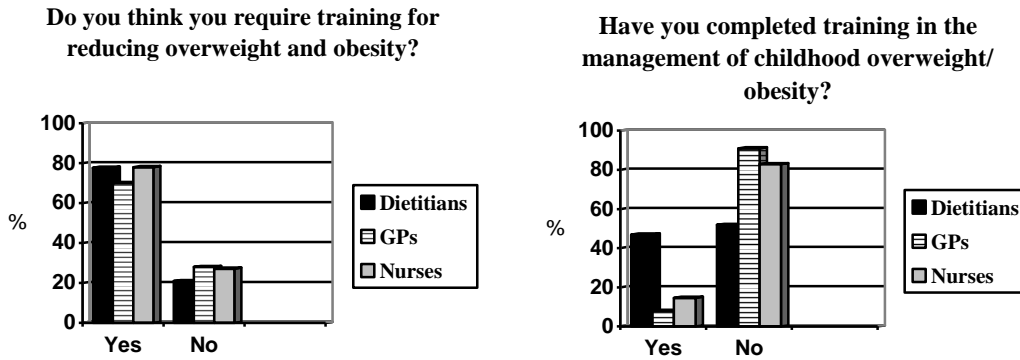 Do you think you require training for
reducing overweight and obesity?
100
80
60
40
20
0
%
Yes No
Dietitians
GPs
Nurses
Have you completed training in the
management of childhood overweight/
obesity?
100
80
60
40
20
0
%
Yes No
Dietitians
GPs
Nurses